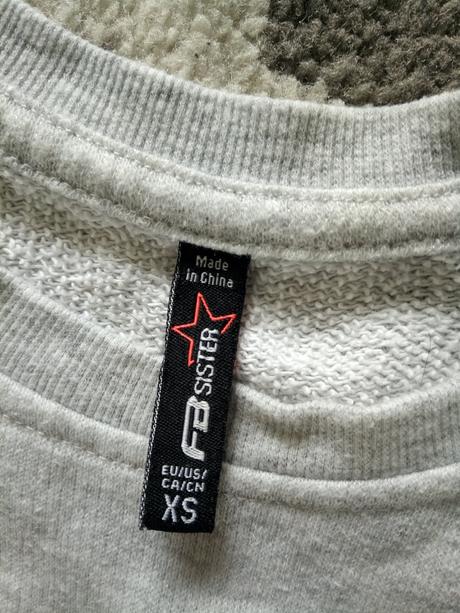 Made
in China
FB SISTER
EU/US/
CA/CN
XS